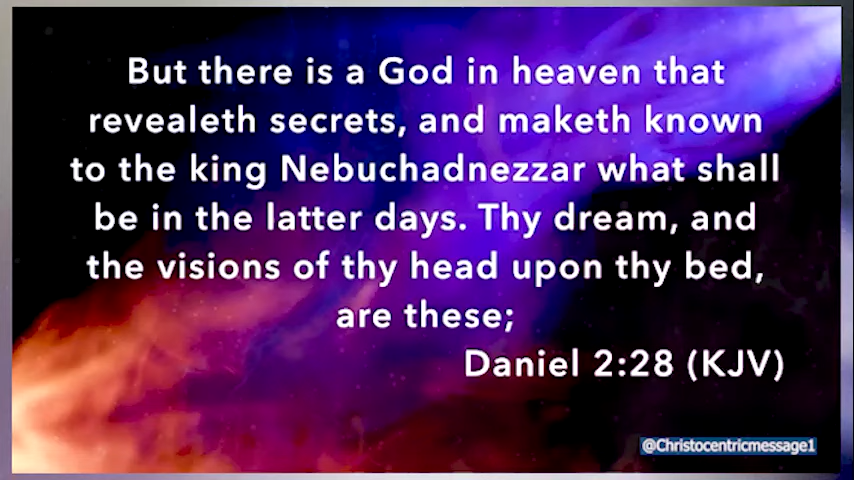 But there is a God in heaven that
revealeth secrets, and maketh known
to the king Nebuchadnezzar what shall
be in the latter days. Thy dream, and
the visions of thy head upon thy bed,
are these;
Daniel 2:28 (KJV)
@Christocentricmessage1